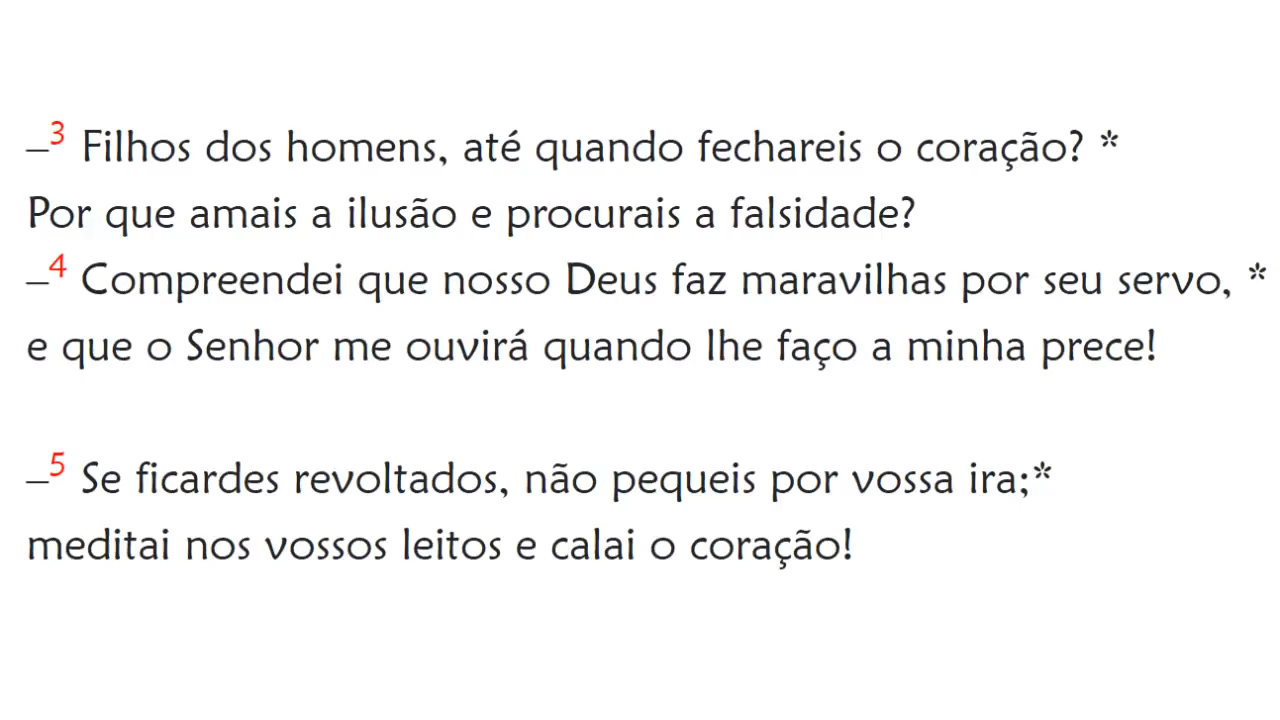 –3 Filhos dos homens, até quando fechareis o coração? *
Por que amais a ilusão e procurais a falsidade?
–4 Compreendei que nosso Deus faz maravilhas por seu servo, *
e que o Senhor me ouvirá quando lhe faço a minha prece!
–5 Se ficardes revoltados, não pequeis por vossa ira;*
meditai nos vossos leitos e calai o coração!